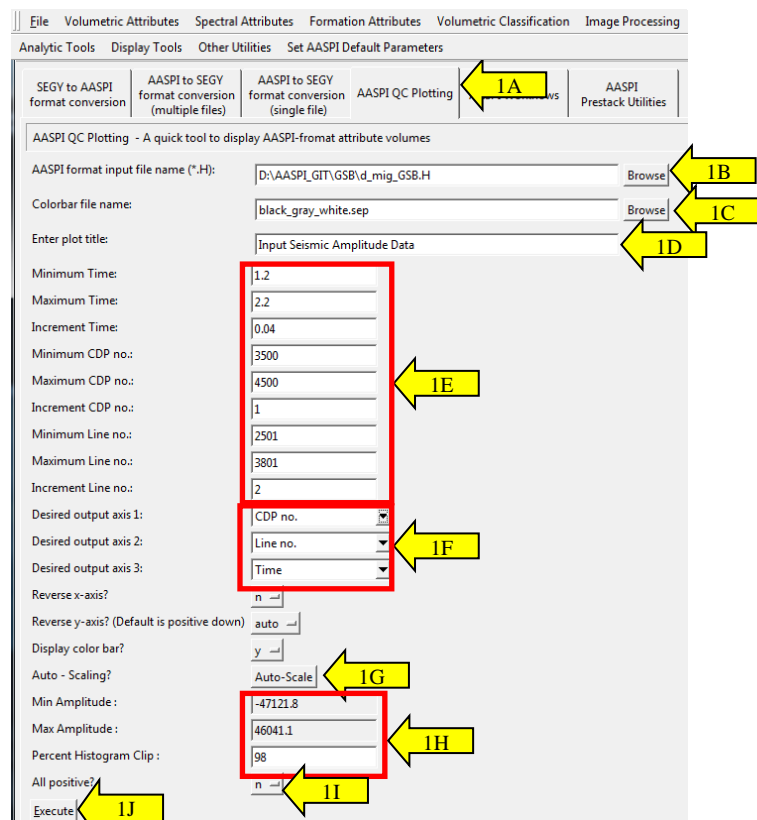 File Volumetric Attributes Spectral Attributes Formation Attributes Volumetric Classification Image Processing
Analytic Tools Display Tools Other Utilities Set AASPI Default Parameters
SEGY to AASPI
format conversion
AASPI to SEGY
format conversion
(multiple files)
AASPI to SEGY
format conversion
(single file)
AASPI QC Plotting
1A
AASPI
Prestack Utilities
AASPI QC Plotting - A quick tool to display AASPI-fromat attribute volumes
AASPI format input file name (*.H): D:\AASPI_GIT\GSB\d_mig_GSB.H Browse 1B
Colorbar file name: black_gray_white.sep Browse 1C
Enter plot title: Input Seismic Amplitude Data 1D
Minimum Time: 1.2
Maximum Time: 2.2
Increment Time: 0.04
Minimum CDP no.: 3500
Maximum CDP no.: 4500 1E
Increment CDP no.: 1
Minimum Line no.: 2501
Maximum Line no.: 3801
Increment Line no.: 2
Desired output axis 1: CDP no.
Desired output axis 2: Line no. 1F
Desired output axis 3: Time
Reverse x-axis? n
Reverse y-axis? (Default is positive down) auto
Display color bar? y
Auto - Scaling? Auto-Scale 1G
Min Amplitude : -47121.8
Max Amplitude : 46041.1 1H
Percent Histogram Clip : 98
All positive? n 1I
Execute 1J